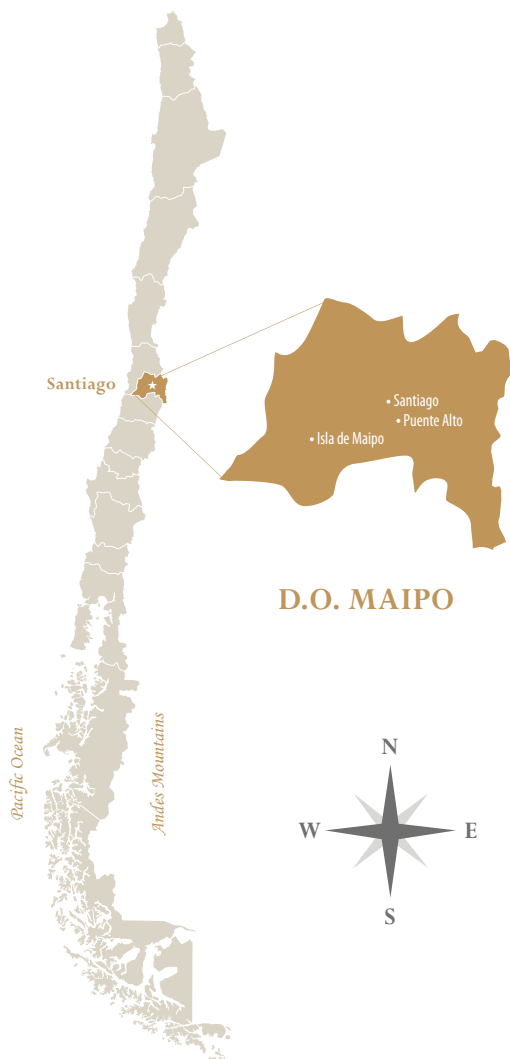 Santiago
• Santiago
• Puente Alto
• Isla de Maipo
D.O. MAIPO
Pacific Ocean
Andes Mountains
N
W
E
S